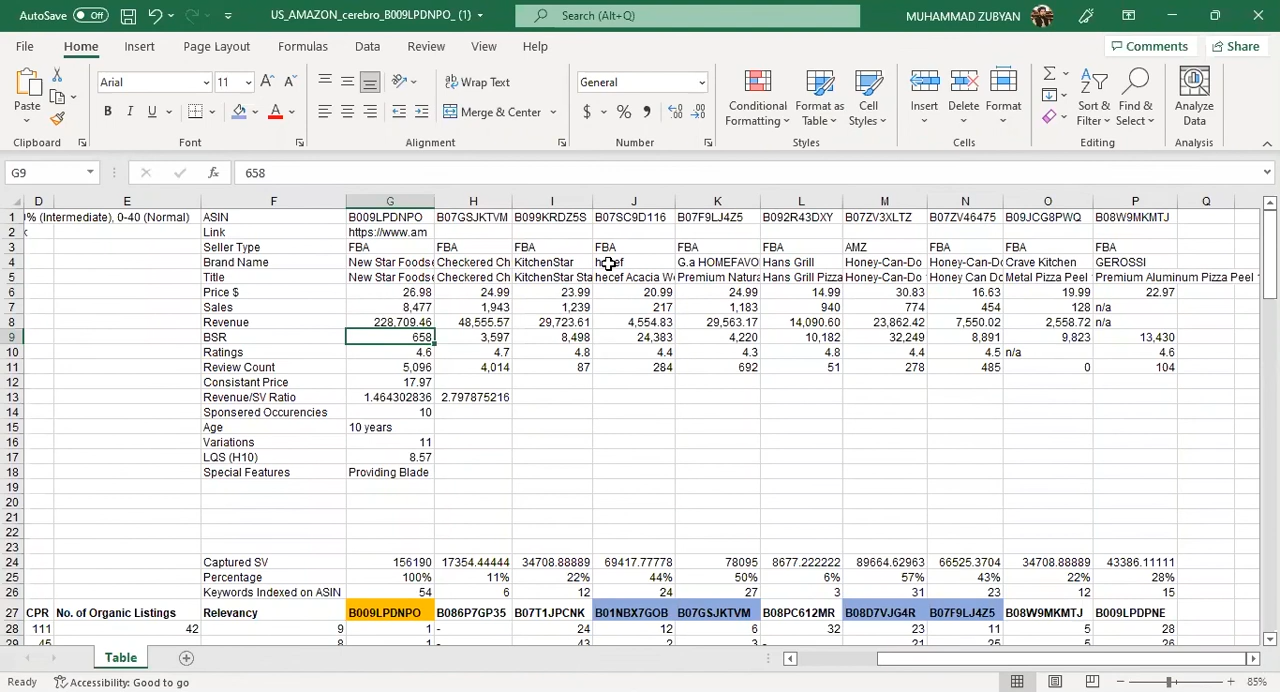 AutoSave Off US_AMAZON_cerebro_B009LPDNPO_ (1) Search (Alt+Q) MUHAMMAD ZUBYAN
File Home Insert Page Layout Formulas Data Review View Help Comments Share
Paste Arial 11 Wrap Text General Conditional Formatting Format as Table Cell Styles Insert Delete Format Sort & Filter Find & Select Analyze Data
B I U A Merge & Center $ %
Clipboard Font Alignment Number Styles Cells Editing Analysis
G9 fx 658
D E F G H I J K L M N O P Q
1 0% (Intermediate), 0-40 (Normal) ASIN B009LPDNPO B07GSJKTVM B099KRDZ5S B07SC9D116 B07F9LJ4Z5 B092R43DXY B07ZV3XLTZ B07ZV46475 B09JCG8PWQ B08W9MKMTJ
2 Link https://www.am
3 Seller Type FBA FBA FBA FBA FBA FBA AMZ FBA FBA FBA
4 Brand Name New Star Foodse Checkered Ch KitchenStar hecef G.a HOMEFAVO Hans Grill Honey-Can-Do Honey-Can-Do Crave Kitchen GEROSSI
5 Title New Star Foodse Checkered Ch KitchenStar Sta hecef Acacia Wo Premium Natura Hans Grill Pizza Honey-Can-Do Honey Can Do Metal Pizza Peel Premium Aluminum Pizza Peel
6 Price $ 26.98 24.99 23.99 20.99 24.99 14.99 30.83 16.63 19.99 22.97
7 Sales 8,477 1,943 1,239 217 1,183 940 774 454 128 n/a
8 Revenue 228,709.46 48,555.57 29,723.61 4,554.83 29,563.17 14,090.60 23,862.42 7,550.02 2,558.72 n/a
9 BSR 658 3,597 8,498 24,383 4,220 10,182 32,249 8,891 9,823 13,430
10 Ratings 4.6 4.7 4.8 4.4 4.3 4.8 4.4 4.5 n/a 4.6
11 Review Count 5,096 4,014 87 284 692 51 278 485 0 104
12 Consistant Price 17.97
13 Revenue/SV Ratio 1.464302836 2.797875216
14 Sponsered Occurencies 10
15 Age 10 years
16 Variations 11
17 LQS (H10) 8.57
18 Special Features Providing Blade
19
20
21
22
23
24 Captured SV 156190 17354.44444 34708.88889 69417.77778 78095 8677.222222 89664.62963 66525.3704 34708.88889 43386.11111
25 Percentage 100% 11% 22% 44% 50% 6% 57% 43% 22% 28%
26 Keywords Indexed on ASIN 54 6 12 24 27 3 31 23 12 15
27 CPR No. of Organic Listings Relevancy B009LPDNPO B086P7GP35 B07T1JPCNK B01NBX7GOB B07GSJKTVM B08PC612MR B08D7VJG4R B07F9LJ4Z5 B08W9MKMTJ B009LPDNPE
28 111 42 9 1 - 24 12 6 32 23 11 5 28
Table
Ready Accessibility: Good to go 85%